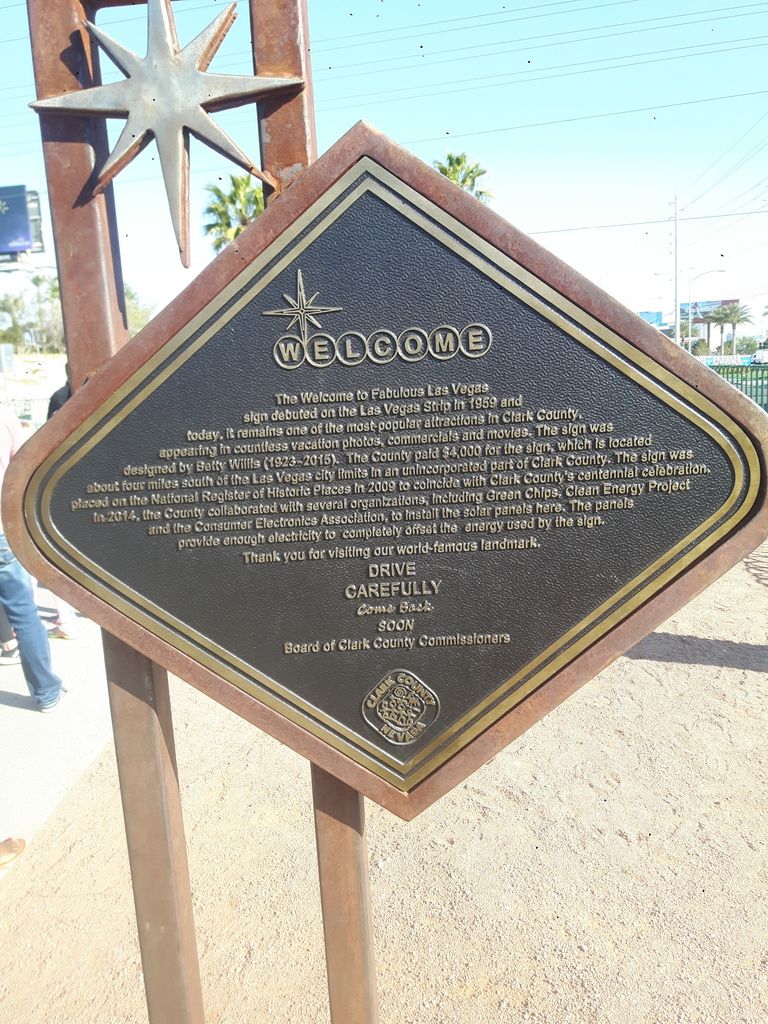 WELCOME
The Welcome to Fabulous Las Vegas
sign debuted on the Las Vegas Strip in 1959 and
today, it remains one of the most popular attractions in Clark County,
appearing in countless vacation photos, commercials and movies. The sign was
designed by Betty Willis (1923-2015). The County paid $4,000 for the sign, which is located
about four miles south of the Las Vegas city limits in an unincorporated part of Clark County. The sign was
placed on the National Register of Historic Places in 2009 to coincide with Clark County's centennial celebration.
In 2014, the County collaborated with several organizations, including Green Chips, Clean Energy Project
and the Consumer Electronics Association, to install the solar panels here. The panels
provide enough electricity to completely offset the energy used by the sign.
Thank you for visiting our world-famous landmark.
DRIVE
CAREFULLY
Come Back
SOON
Board of Clark County Commissioners
CLARK COUNTY
NEVADA